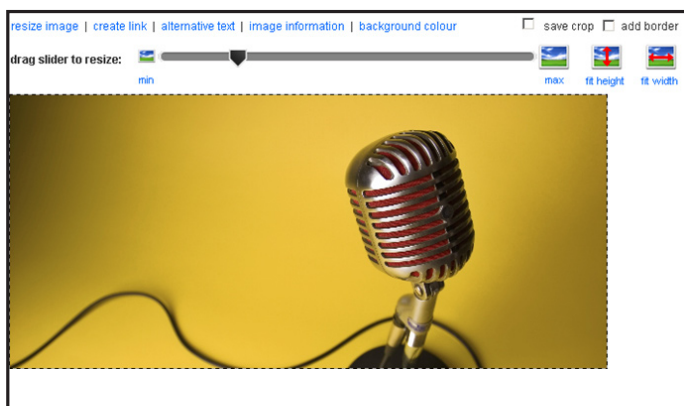 resize image | create link | alternative text | image information | background colour save crop add border
drag slider to resize:
min max fit height fit width